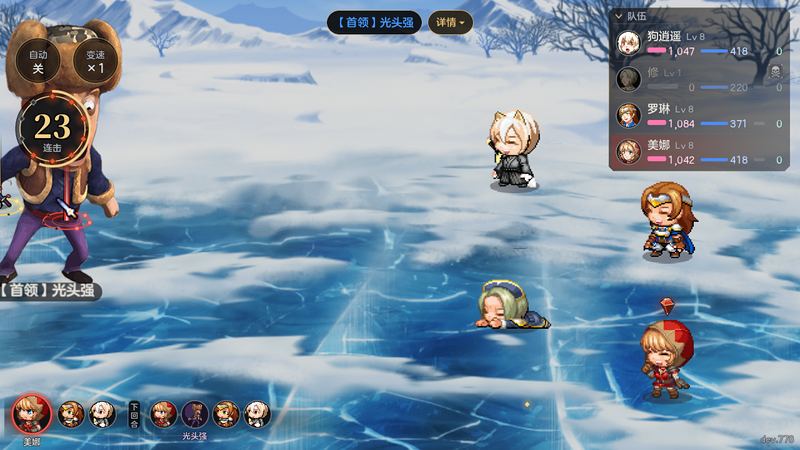 【首领】光头强
详情
队伍
自动
关
变速
×1
狗逍遥 Lv 8
1,047 418 0
修 Lv 1
0 220 0
罗琳 Lv 8
1,084 371 0
美娜 Lv 8
1,042 418 0
23
连击
【首领】光头强
下回合
美娜
光头强
dev.770